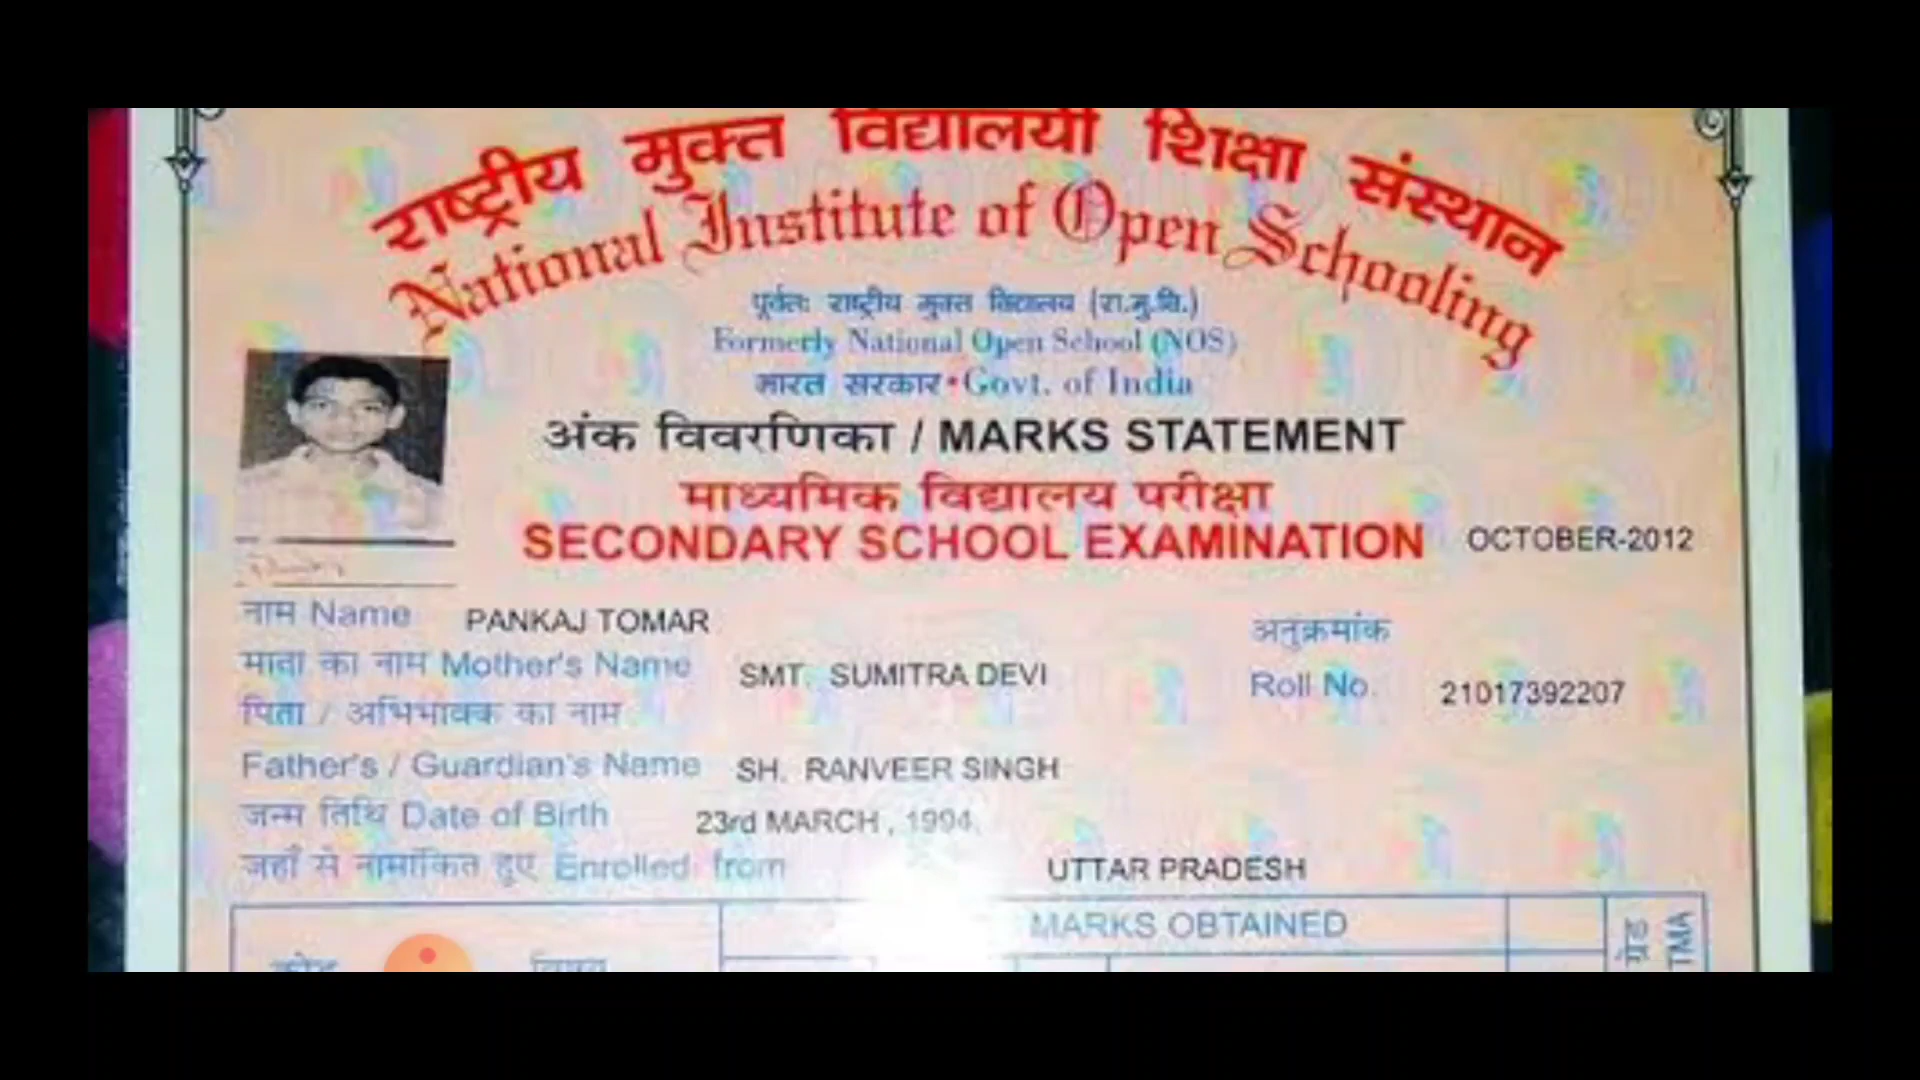 राष्ट्रीय मुक्त विद्यालयी शिक्षा संस्थान
National Institute of Open Schooling
पूर्वतः राष्ट्रीय मुक्त विद्यालय (रा.मु.वि.)
Formerly National Open School (NOS)
भारत सरकार • Govt. of India
अंक विवरणिका / MARKS STATEMENT
माध्यमिक विद्यालय परीक्षा
SECONDARY SCHOOL EXAMINATION OCTOBER-2012
नाम Name PANKAJ TOMAR
अनुक्रमांक
माता का नाम Mother's Name SMT. SUMITRA DEVI
Roll No. 21017392207
पिता / अभिभावक का नाम
Father's / Guardian's Name SH. RANVEER SINGH
जन्म तिथि Date of Birth 23rd MARCH, 1994,
जहाँ से नामांकित हुए Enrolled from UTTAR PRADESH
MARKS OBTAINED
ग्रेड
TMA
कोड विषय